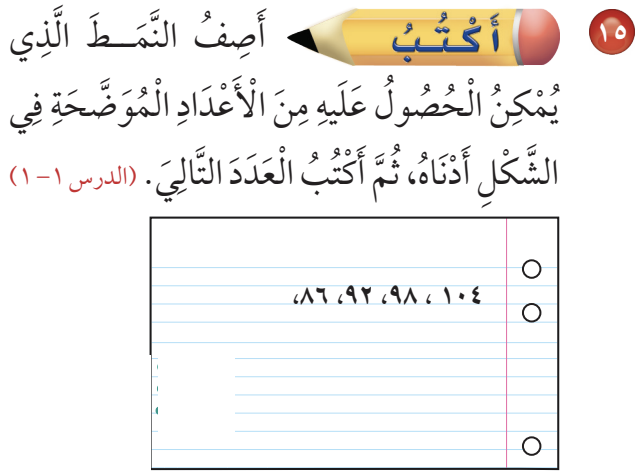 ١٥ أَكْتُبُ أَصِفُ النَّمَـــطَ الَّذِي
يُمْكِنُ الْحُصُولُ عَلَيهِ مِنَ الْأَعْدَادِ الْمُوَضَّحَةِ فِي
الشَّكْلِ أَدْنَاهُ، ثُمَّ أَكْتُبُ الْعَدَدَ التَّالِيَ. (الدرس ١–١)
١٠٤ ، ٩٨، ٩٢، ٨٦،